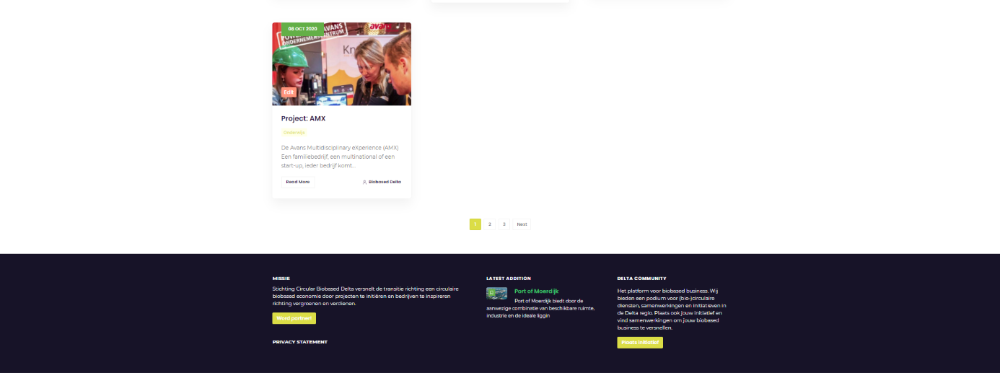 08 OCT 2020
AVANS
ONDERNEMERSCENTRUM
avans
Kn
Edit
Project: AMX
Onderwijs
De Avans Multidisciplinary eXperience (AMX)
Een familiebedrijf, een multinational of een
start-up, ieder bedrijf komt...
Read More
Biobased Delta
1 2 3 Next
MISSIE
Stichting Circular Biobased Delta versnelt de transitie richting een circulaire
biobased economie door projecten te initiëren en bedrijven te inspireren
richting vergroenen en verdienen.
Word partner!
PRIVACY STATEMENT
LATEST ADDITION
Port of Moerdijk
Port of Moerdijk biedt door de
aanwezige combinatie van beschikbare ruimte,
industrie en de ideale liggin
DELTA COMMUNITY
Het platform voor biobased business. Wij
bieden een podium voor (bio-)circulaire
diensten, samenwerkingen en initiatieven in
de Delta regio. Plaats ook jouw initiatief en
vind samenwerkingen om jouw biobased
business te versnellen.
Plaats initiatief